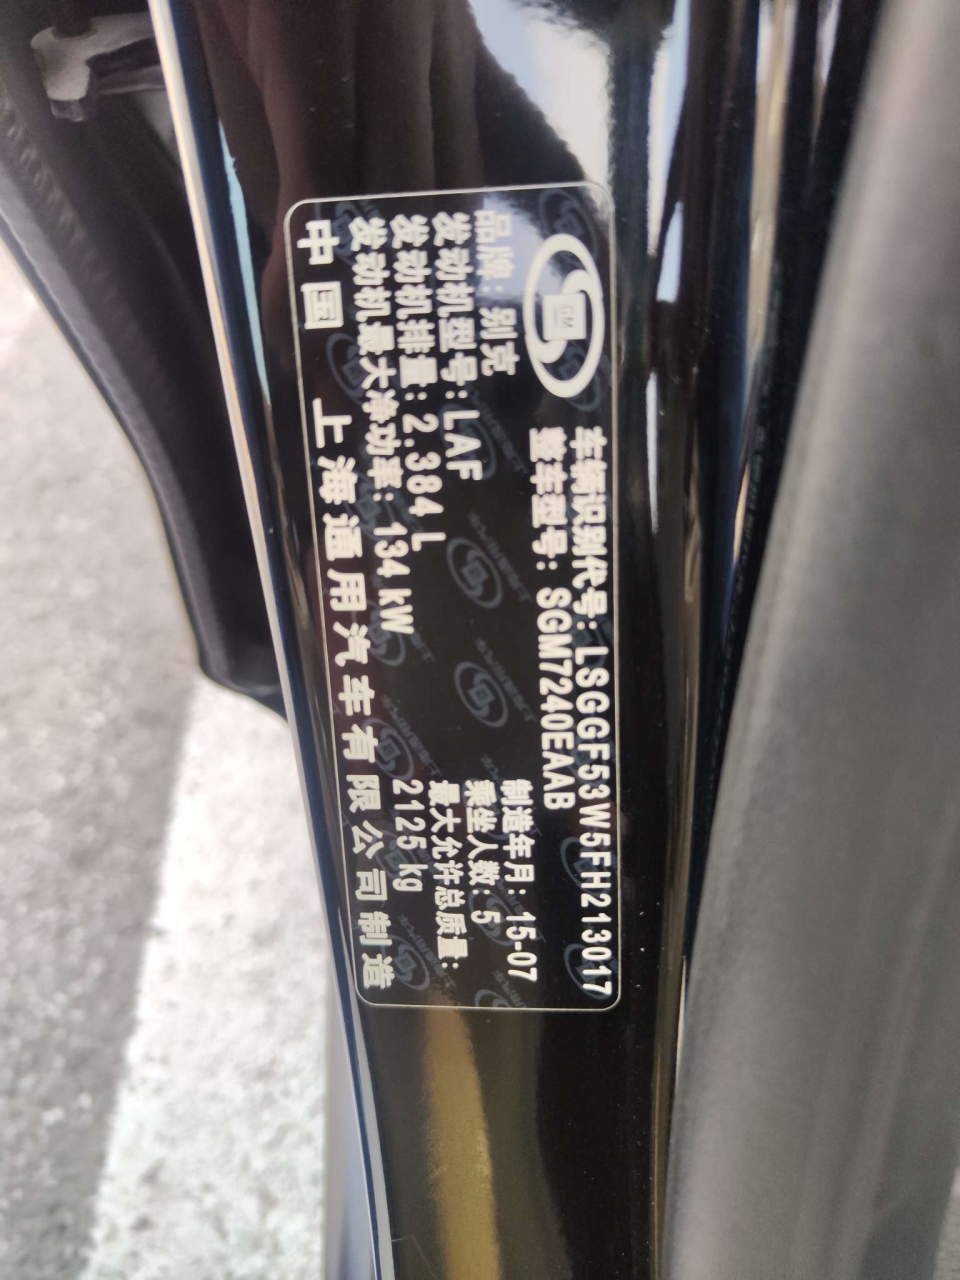 GM
车辆识别代号: LSGGF53W5FH213017
整车型号: SGM7240EAAB
品牌: 别克
制造年月: 15-07
发动机型号: LAF
乘坐人数: 5
发动机排量: 2.384 L
最大允许总质量:
2125 kg
发动机最大净功率: 134 kW
中国 上海通用汽车有限公司制造